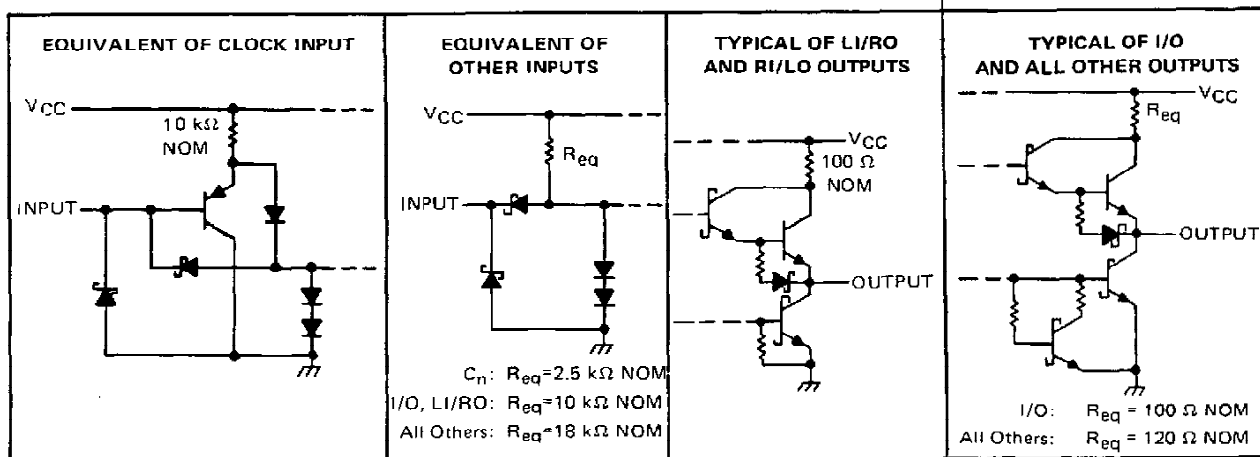 EQUIVALENT OF CLOCK INPUT
VCC
10 kΩ
NOM
INPUT
EQUIVALENT OF
OTHER INPUTS
VCC
Req
INPUT
Cn: Req=2.5 kΩ NOM
I/O, LI/RO: Req=10 kΩ NOM
All Others: Req=18 kΩ NOM
TYPICAL OF LI/RO
AND RI/LO OUTPUTS
VCC
100 Ω
NOM
OUTPUT
TYPICAL OF I/O
AND ALL OTHER OUTPUTS
VCC
Req
OUTPUT
I/O: Req = 100 Ω NOM
All Others: Req = 120 Ω NOM